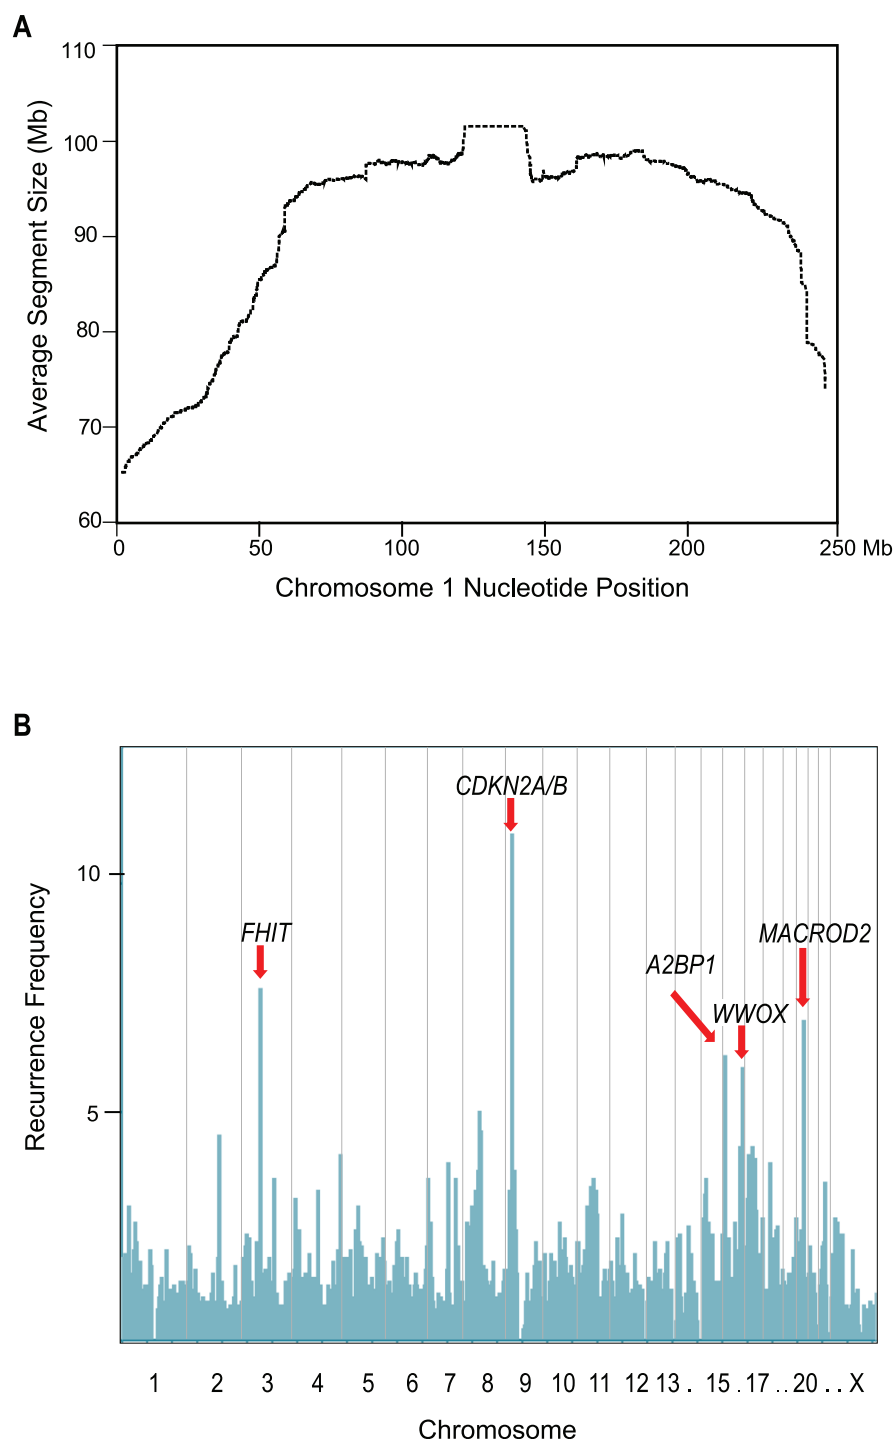 A
Average Segment Size (Mb)
110
100
90
80
70
60
0 50 100 150 200 250 Mb
Chromosome 1 Nucleotide Position
B
Recurrence Frequency
CDKN2A/B
10
FHIT
MACROD2
A2BP1
WWOX
5
1 2 3 4 5 6 7 8 9 10 11 12 13 . 15 . 17 .. 20 .. X
Chromosome